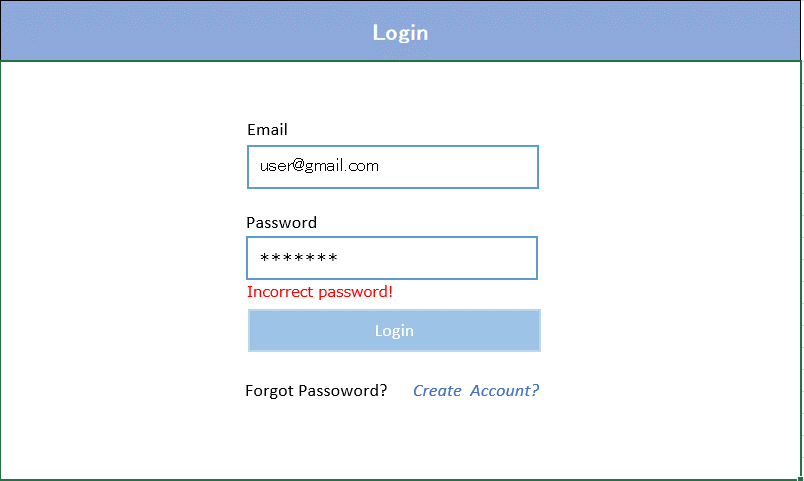 Login
Email
user@gmail.com
Password
*******
Incorrect password!
Login
Forgot Passoword? Create Account?